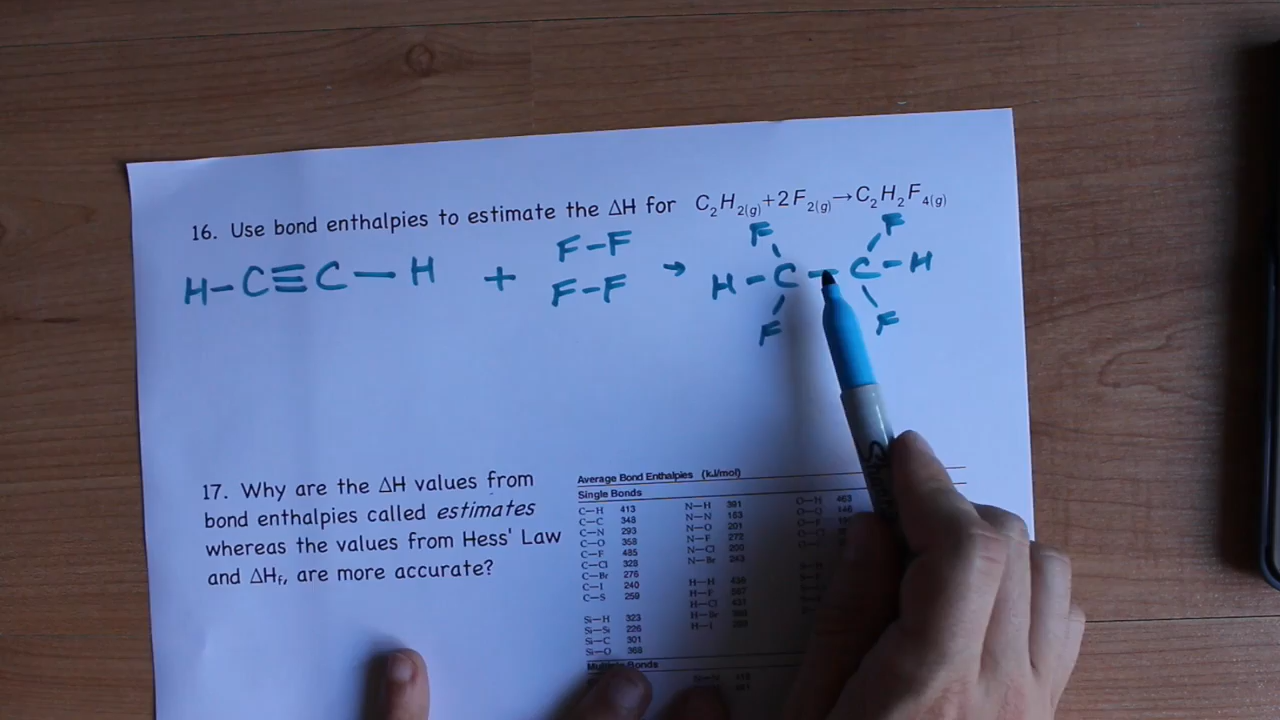 16. Use bond enthalpies to estimate the ΔH for C₂H₂(g)+2F₂(g)→C₂H₂F₄(g)
F F
H–C≡C—H + F–F → H–C–C–H
F–F
F F
17. Why are the ΔH values from
bond enthalpies called estimates
whereas the values from Hess' Law
and ΔHf, are more accurate?
Average Bond Enthalpies (kJ/mol)
Single Bonds
C—H 413 N—H 391 O—H 463
C—C 348 N—N 163 O—O 146
C—N 293 N—O 201 O—F
C—O 358 N—F 272 O—Cl
C—F 485 N—Cl 200
C—Cl 328 N—Br 243
C—Br 276
C—I 240 H—H 436
C—S 259 H—F 567
H—Cl 431
Si—H 323 H—Br
Si—Si 226 H—I
Si—C 301
Si—O 368
Multiple Bonds